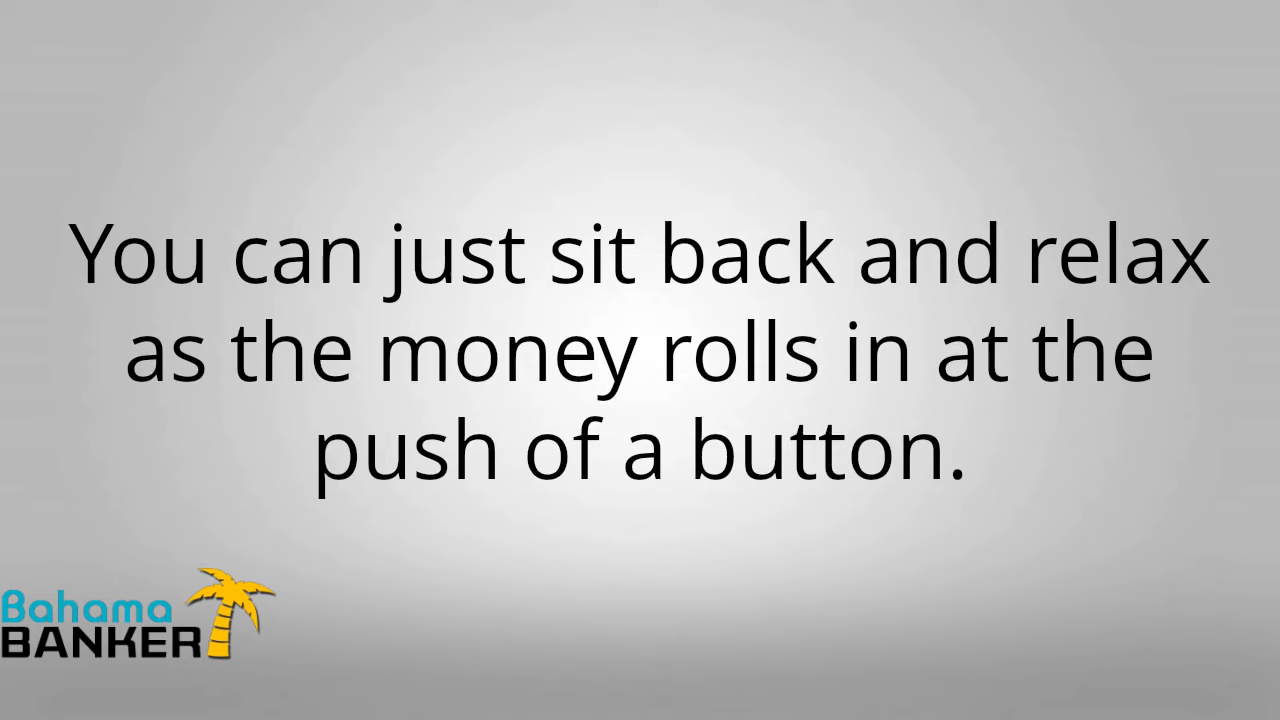 You can just sit back and relax
as the money rolls in at the
push of a button.
Bahama
BANKER